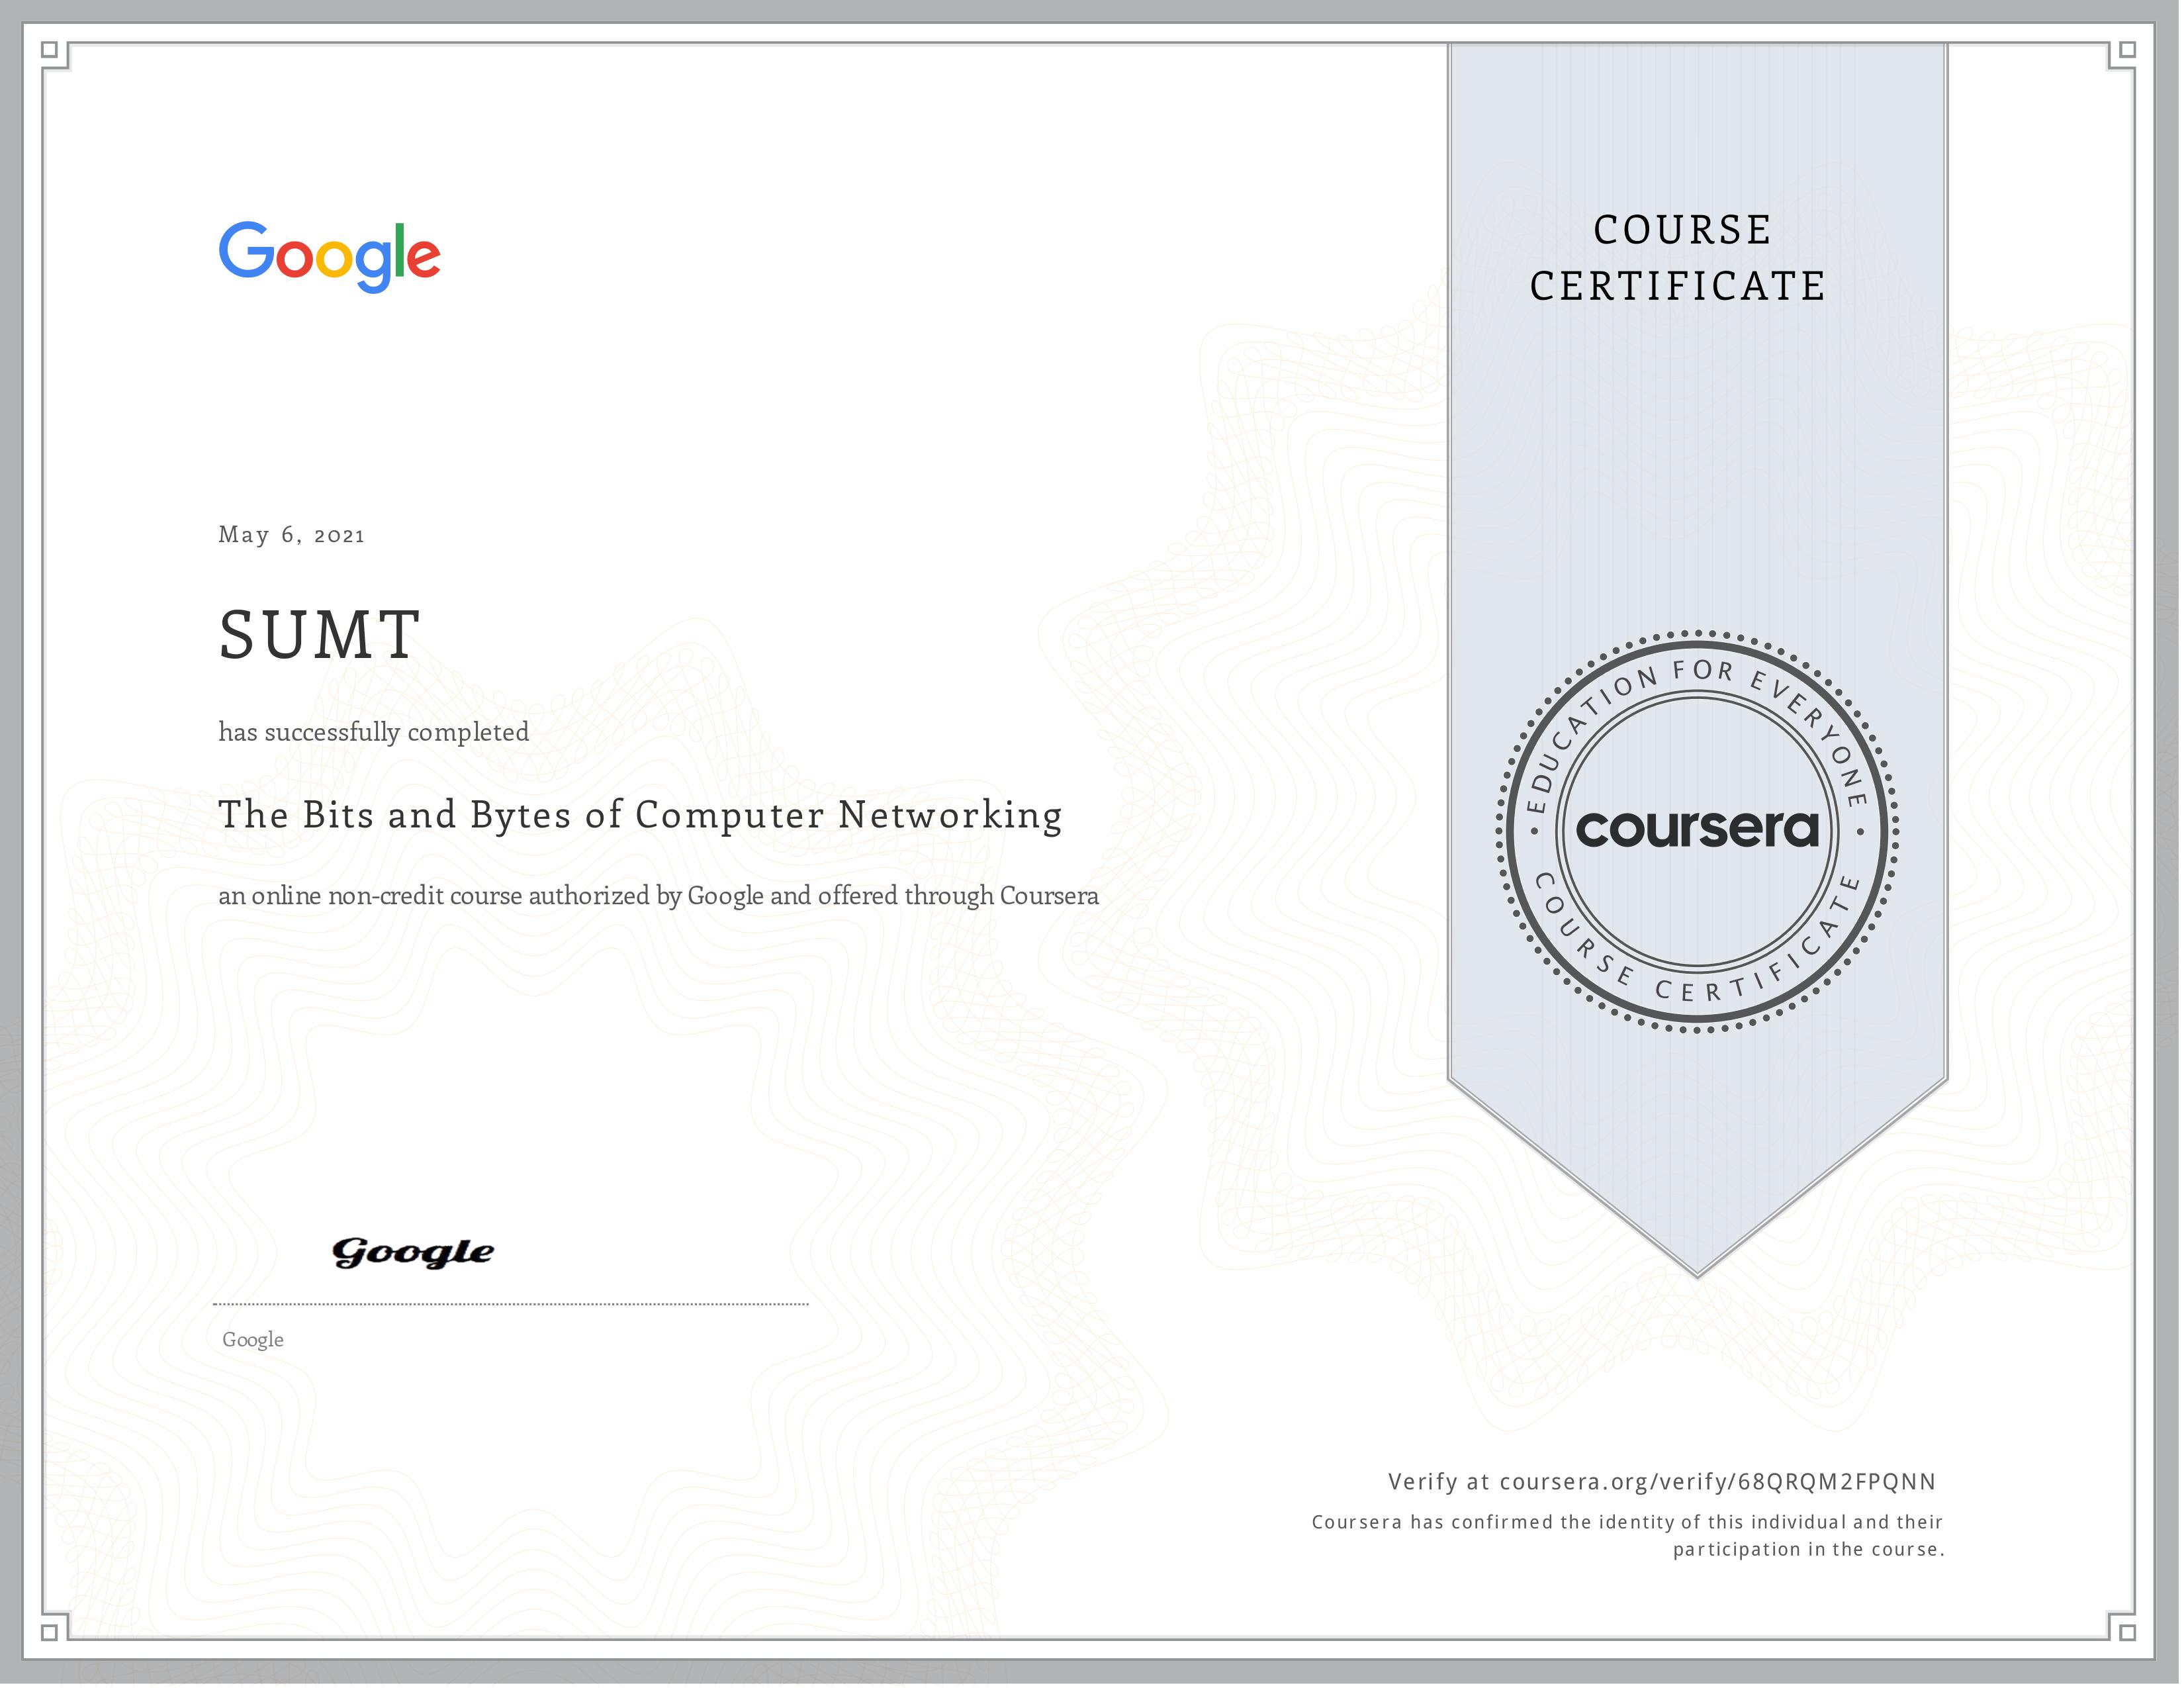 Google
COURSE
CERTIFICATE
May 6, 2021
SUMT
has successfully completed
The Bits and Bytes of Computer Networking
an online non-credit course authorized by Google and offered through Coursera
EDUCATION FOR EVERYONE
coursera
COURSE CERTIFICATE
Google
Google
Verify at coursera.org/verify/68QRQM2FPQNN
Coursera has confirmed the identity of this individual and their
participation in the course.